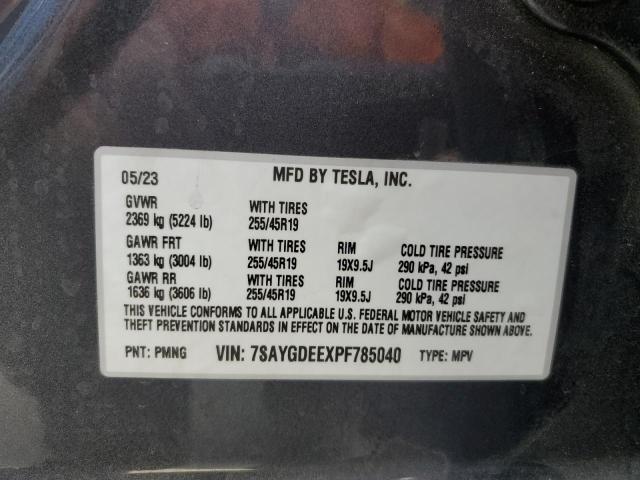 05/23 MFD BY TESLA, INC.
GVWR WITH TIRES
2369 kg (5224 lb) 255/45R19
GAWR FRT WITH TIRES RIM COLD TIRE PRESSURE
1363 kg (3004 lb) 255/45R19 19X9.5J 290 kPa, 42 psi
GAWR RR WITH TIRES RIM COLD TIRE PRESSURE
1636 kg (3606 lb) 255/45R19 19X9.5J 290 kPa, 42 psi
THIS VEHICLE CONFORMS TO ALL APPLICABLE U.S. FEDERAL MOTOR VEHICLE SAFETY AND
THEFT PREVENTION STANDARDS IN EFFECT ON THE DATE OF MANUFACTURE SHOWN ABOVE.
PNT: PMNG VIN: 7SAYGDEEXPF785040 TYPE: MPV